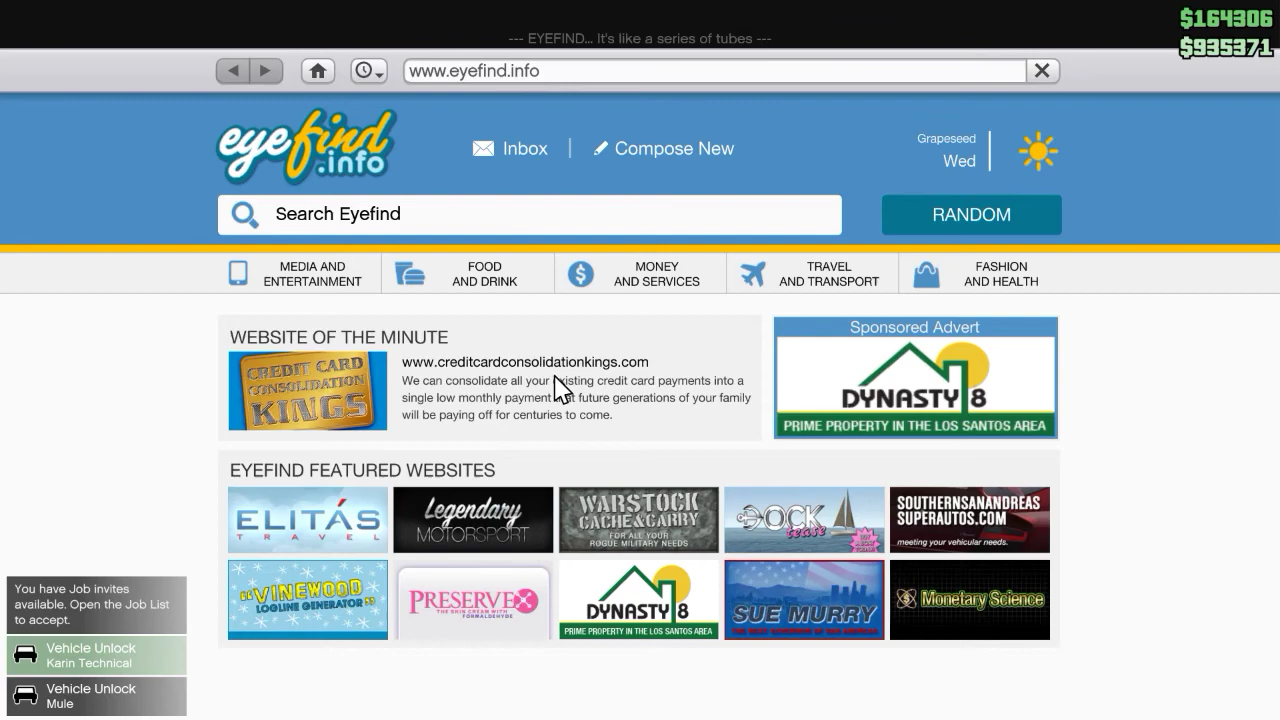 $164306
$935371
--- EYEFIND... It's like a series of tubes ---
www.eyefind.info
eyefind
.info
Inbox
Compose New
Grapeseed
Wed
Search Eyefind
RANDOM
MEDIA AND
ENTERTAINMENT
FOOD
AND DRINK
MONEY
AND SERVICES
TRAVEL
AND TRANSPORT
FASHION
AND HEALTH
WEBSITE OF THE MINUTE
CREDIT CARD
CONSOLIDATION
KINGS
www.creditcardconsolidationkings.com
We can consolidate all your existing credit card payments into a
single low monthly payment future generations of your family
will be paying off for centuries to come.
Sponsored Advert
DYNASTY 8
PRIME PROPERTY IN THE LOS SANTOS AREA
EYEFIND FEATURED WEBSITES
ELITÁS
TRAVEL
Legendary
MOTORSPORT
WARSTOCK
CACHE&CARRY
FOR ALL YOUR
ROGUE MILITARY NEEDS
DOCK
tease
SOUTHERNSANANDREAS
SUPERAUTOS.COM
meeting your vehicular needs.
"VINEWOOD
LOGLINE GENERATOR"
PRESERVEX
THE SKIN CREAM WITH
FORMALDEHYDE
DYNASTY 8
PRIME PROPERTY IN THE LOS SANTOS AREA
SUE MURRY
Monetary Science
You have Job invites
available. Open the Job List
to accept.
Vehicle Unlock
Karin Technical
Vehicle Unlock
Mule